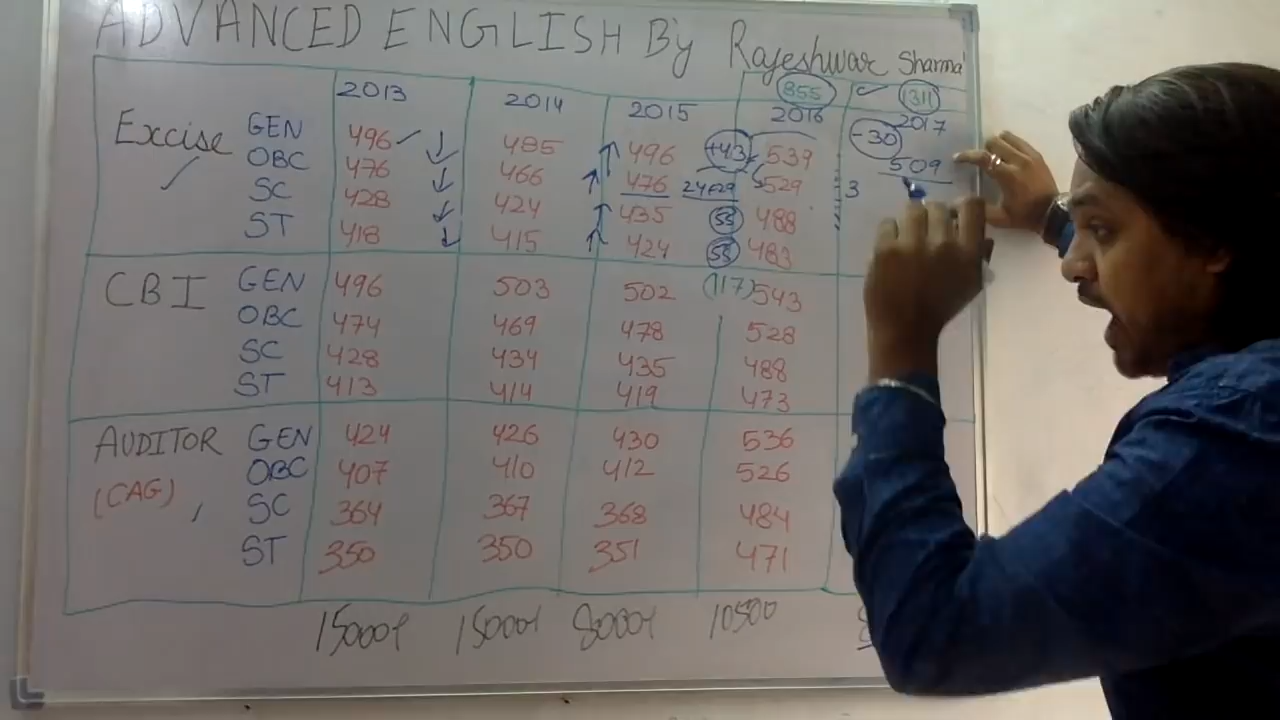 ADVANCED ENGLISH By Rajeshwar Sharma
855 1311
2013 2014 2015 2016 2017
-30
Excise GEN 496 485 496 +43 539 509
OBC 476 466 476 529 3
SC 428 424 435 53 488
ST 418 415 424 483
CBI GEN 496 503 502 (117) 543
OBC 474 469 478 528
SC 428 434 435 488
ST 413 414 419 473
AUDITOR GEN 424 426 430 536
(CAG) OBC 407 410 412 526
SC 364 367 368 484
ST 350 350 351 471
15000+ 15000+ 8000+ 10500